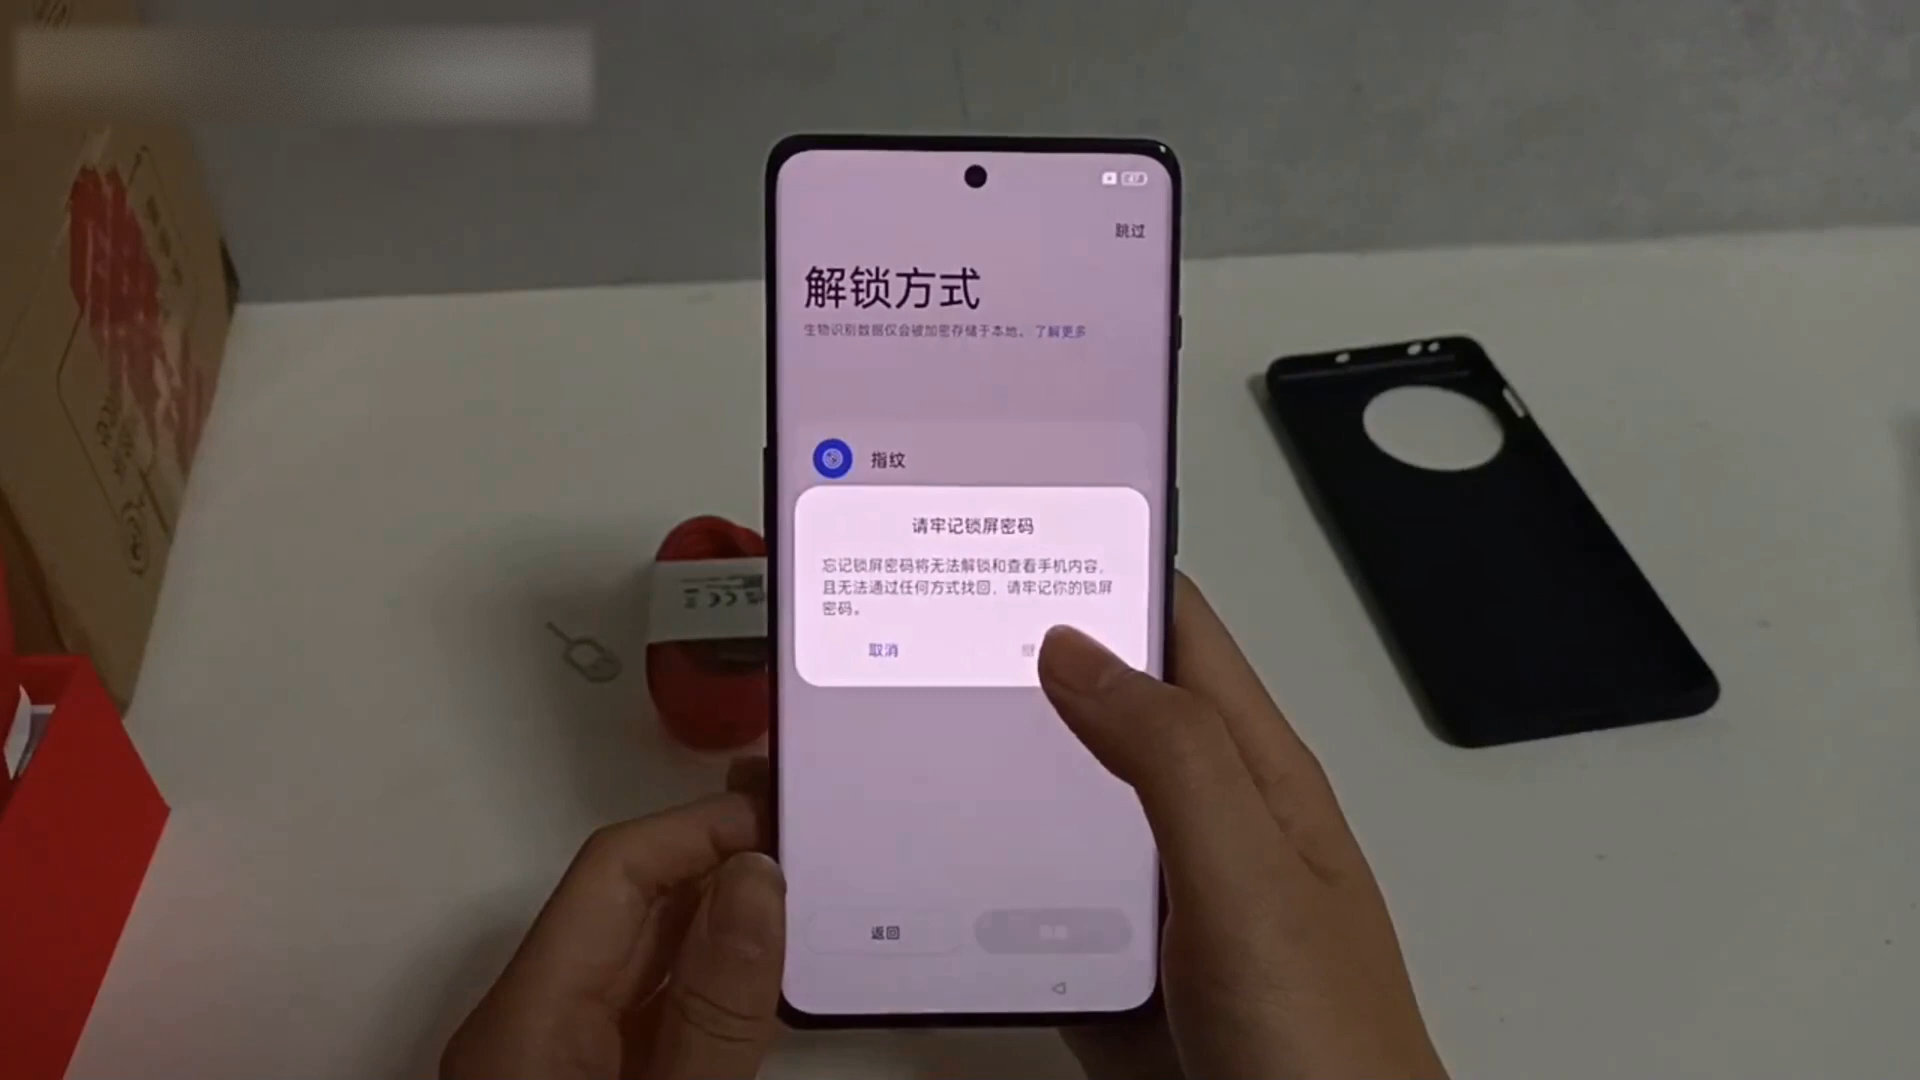 跳过
解锁方式
生物识别数据仅会被加密存储于本地。了解更多
指纹
请牢记锁屏密码
忘记锁屏密码将无法解锁和查看手机内容，
且无法通过任何方式找回，请牢记你的锁屏
密码。
取消
返回